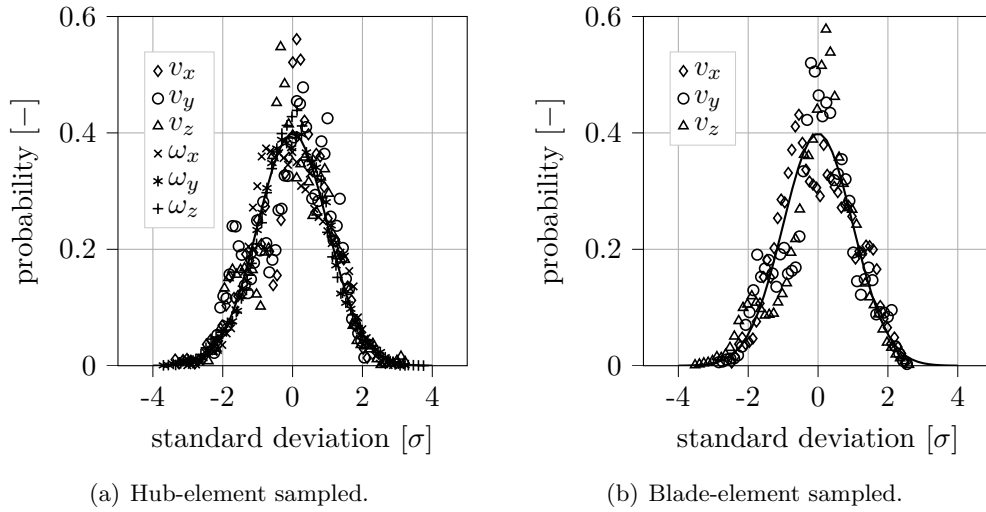 0.6
0.4
0.2
0
probability [−]
v_x
v_y
v_z
ω_x
ω_y
ω_z
-4 -2 0 2 4
standard deviation [σ]
(a) Hub-element sampled.
0.6
0.4
0.2
0
probability [−]
v_x
v_y
v_z
-4 -2 0 2 4
standard deviation [σ]
(b) Blade-element sampled.